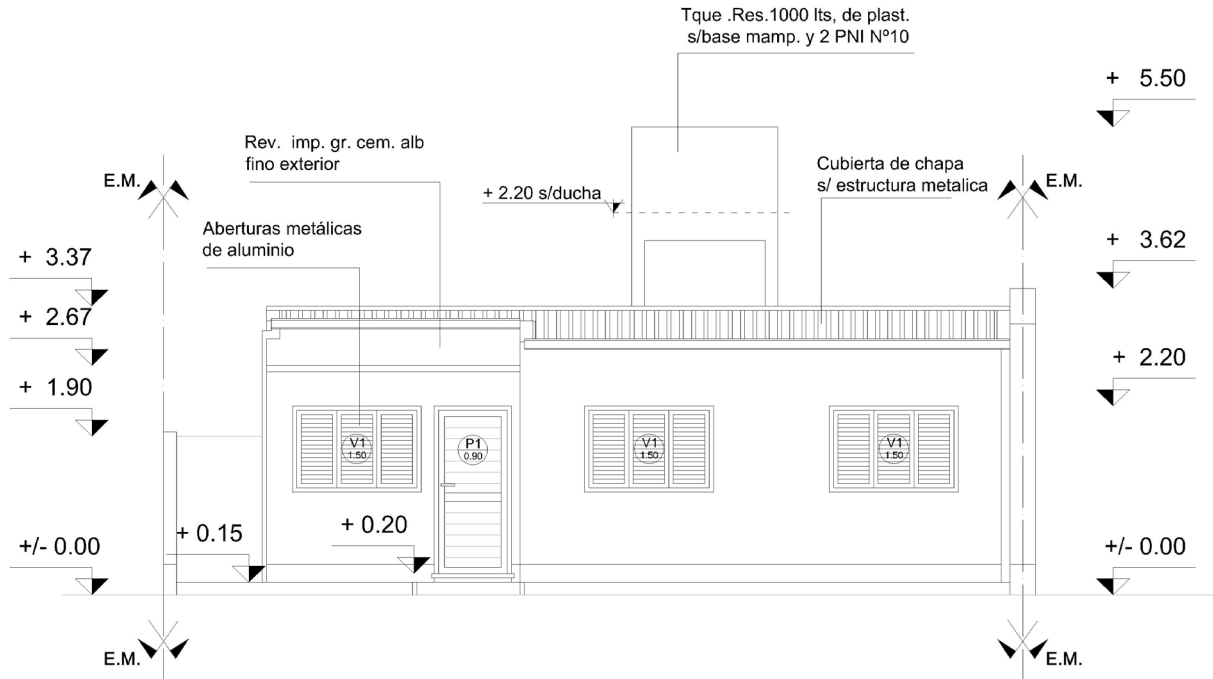 Tque .Res.1000 lts, de plast.
s/base mamp. y 2 PNI Nº10
+ 5.50
Rev. imp. gr. cem. alb
fino exterior
Cubierta de chapa
s/ estructura metalica
E.M.
E.M.
+ 2.20 s/ducha
Aberturas metálicas
de aluminio
+ 3.37
+ 3.62
+ 2.67
+ 2.20
+ 1.90
V1
1.50
P1
0.90
V1
1.50
V1
1.50
+ 0.15
+ 0.20
+/- 0.00
+/- 0.00
E.M.
E.M.